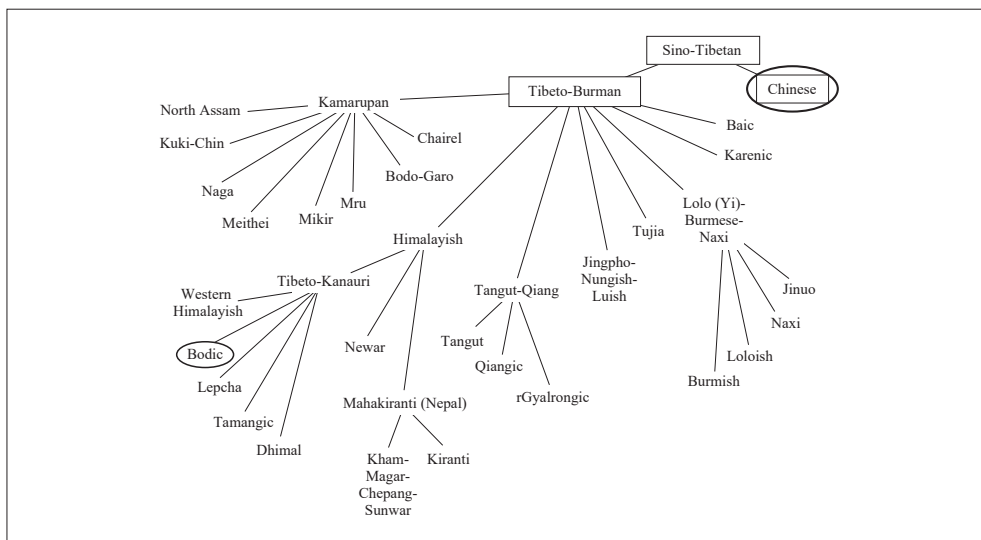 Sino-Tibetan
Chinese
Tibeto-Burman
Kamarupan
North Assam
Kuki-Chin
Naga
Meithei
Mikir
Mru
Bodo-Garo
Chairel
Baic
Karenic
Lolo (Yi)-
Burmese-
Naxi
Tujia
Jingpho-
Nungish-
Luish
Himalayish
Tibeto-Kanauri
Western
Himalayish
Bodic
Lepcha
Tamangic
Dhimal
Newar
Mahakiranti (Nepal)
Kham-
Magar-
Chepang-
Sunwar
Kiranti
Tangut-Qiang
Tangut
Qiangic
rGyalrongic
Jinuo
Naxi
Loloish
Burmish